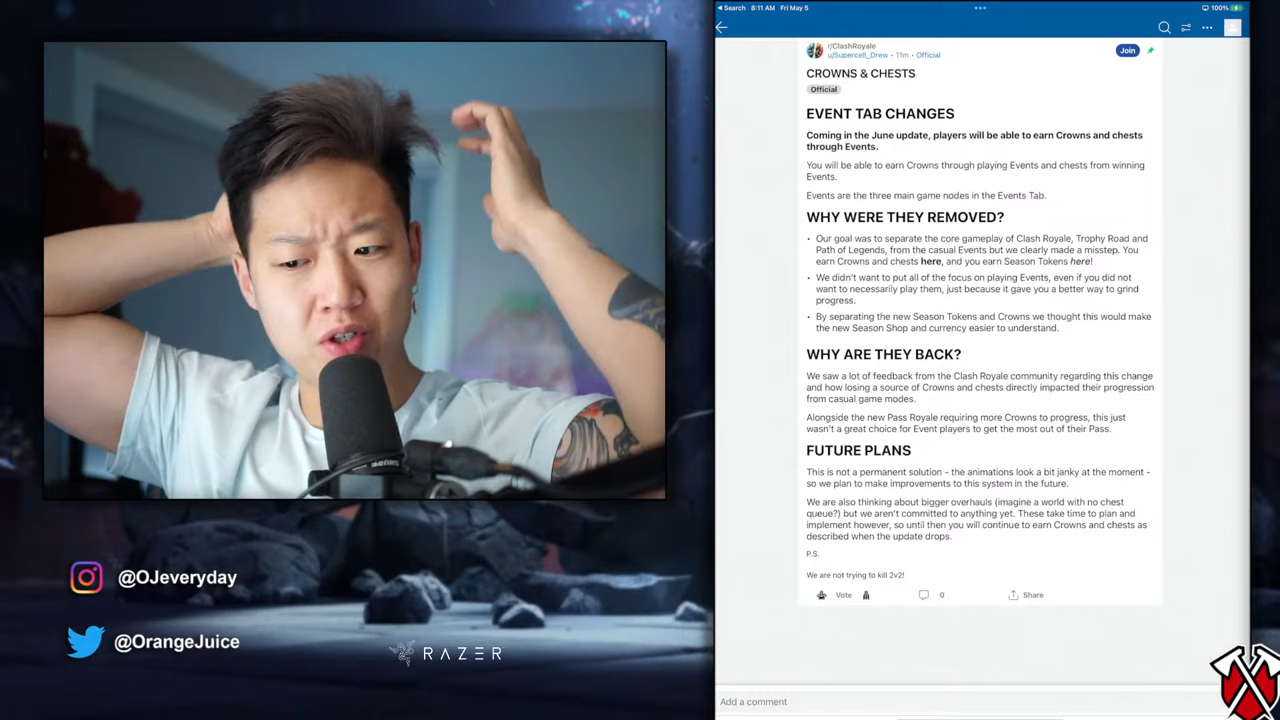 Search 8:11 AM Fri May 5
100%
r/ClashRoyale
u/Supercell_Drew • 11m • Official
Join
CROWNS & CHESTS
Official
EVENT TAB CHANGES
Coming in the June update, players will be able to earn Crowns and chests
through Events.
You will be able to earn Crowns through playing Events and chests from winning
Events.
Events are the three main game nodes in the Events Tab.
WHY WERE THEY REMOVED?
• Our goal was to separate the core gameplay of Clash Royale, Trophy Road and
Path of Legends, from the casual Events but we clearly made a misstep. You
earn Crowns and chests here, and you earn Season Tokens here!
• We didn't want to put all of the focus on playing Events, even if you did not
want to necessarily play them, just because it gave you a better way to grind
progress.
• By separating the new Season Tokens and Crowns we thought this would make
the new Season Shop and currency easier to understand.
WHY ARE THEY BACK?
We saw a lot of feedback from the Clash Royale community regarding this change
and how losing a source of Crowns and chests directly impacted their progression
from casual game modes.
Alongside the new Pass Royale requiring more Crowns to progress, this just
wasn't a great choice for Event players to get the most out of their Pass.
FUTURE PLANS
This is not a permanent solution - the animations look a bit janky at the moment -
so we plan to make improvements to this system in the future.
We are also thinking about bigger overhauls (imagine a world with no chest
queue?) but we aren't committed to anything yet. These take time to plan and
implement however, so until then you will continue to earn Crowns and chests as
described when the update drops.
P.S.
We are not trying to kill 2v2!
Vote 0 Share
Add a comment
@OJeveryday
@OrangeJuice
RAZER